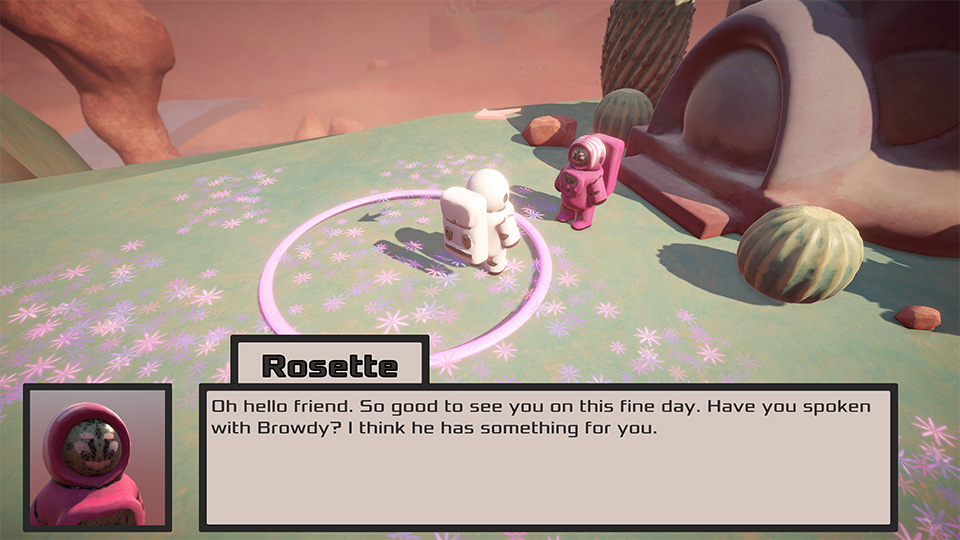 Rosette
Oh hello friend. So good to see you on this fine day. Have you spoken
with Browdy? I think he has something for you.